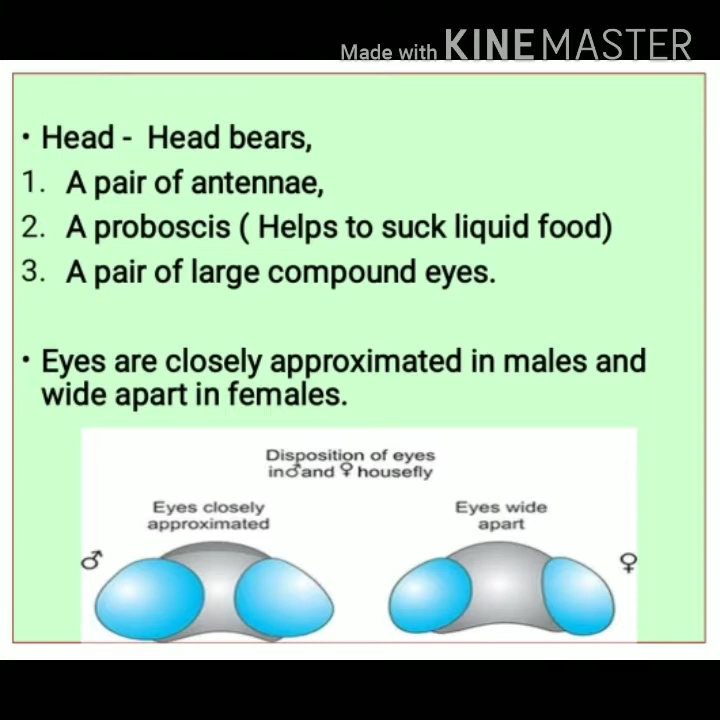 Made with KINEMASTER
• Head - Head bears,
1. A pair of antennae,
2. A proboscis ( Helps to suck liquid food)
3. A pair of large compound eyes.
• Eyes are closely approximated in males and
wide apart in females.
Disposition of eyes
in♂and ♀ housefly
Eyes closely
approximated
Eyes wide
apart
♂
♀